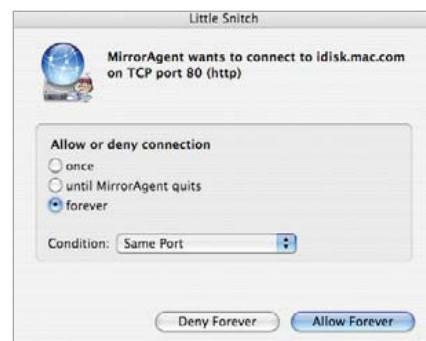 Little Snitch
MirrorAgent wants to connect to idisk.mac.com
on TCP port 80 (http)
Allow or deny connection
once
until MirrorAgent quits
forever
Condition: Same Port
Deny Forever Allow Forever